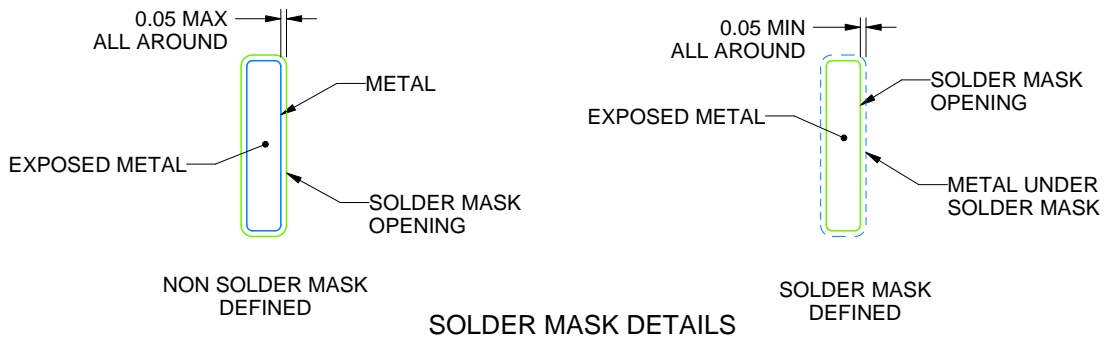 0.05 MAX
ALL AROUND
METAL
EXPOSED METAL
SOLDER MASK
OPENING
NON SOLDER MASK
DEFINED
0.05 MIN
ALL AROUND
SOLDER MASK
OPENING
EXPOSED METAL
METAL UNDER
SOLDER MASK
SOLDER MASK
DEFINED
SOLDER MASK DETAILS